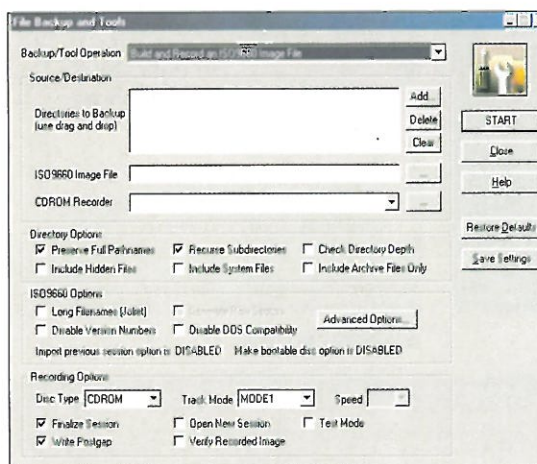 File Backup and Tools
Backup/Tool Operation Build and Record an ISO9660 Image File
Source/Destination
Directories to Backup
(use drag and drop)
Add...
Delete
Clear
ISO9660 Image File ...
CDROM Recorder ...
START
Close
Help
Restore Defaults
Save Settings
Directory Options
Preserve Full Pathnames Recurse Subdirectories Check Directory Depth
Include Hidden Files Include System Files Include Archive Files Only
ISO9660 Options
Long Filenames (Joliet)
Disable Version Numbers Disable DOS Compatibility Advanced Options...
Import previous session option is DISABLED Make bootable disc option is DISABLED
Recording Options
Disc Type CDROM Track Mode MODE1 Speed
Finalize Session Open New Session Test Mode
Write Postgap Verify Recorded Image